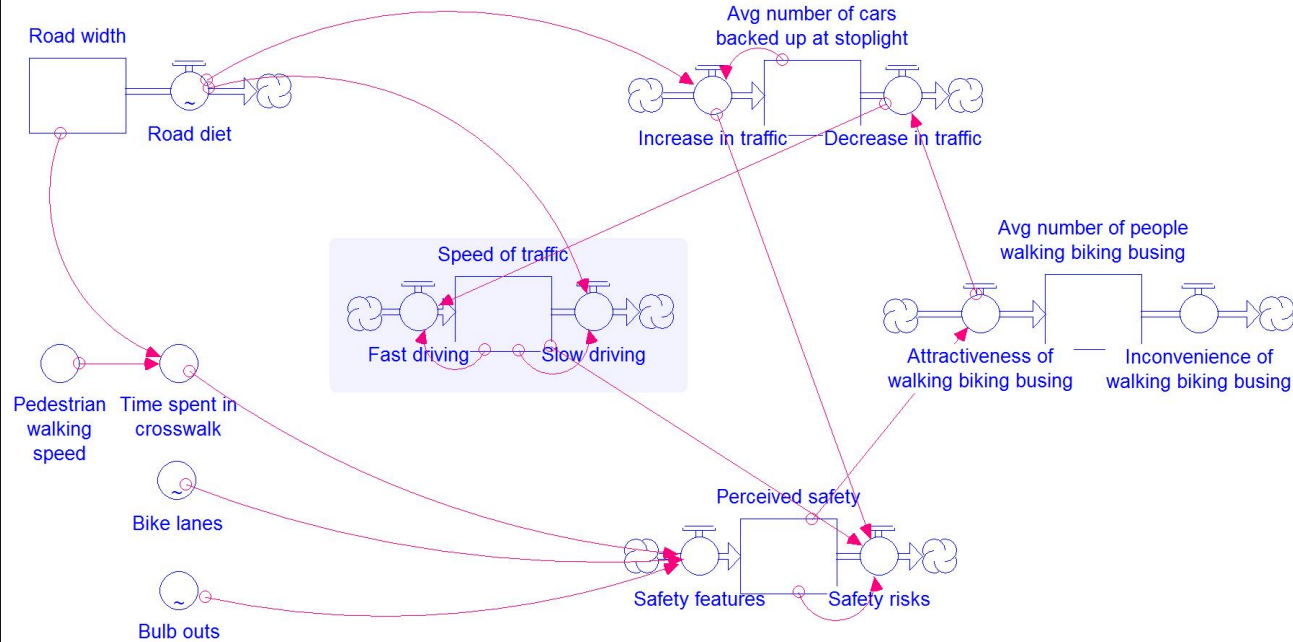 Road width
Road diet
Avg number of cars
backed up at stoplight
Increase in traffic
Decrease in traffic
Speed of traffic
Fast driving
Slow driving
Avg number of people
walking biking busing
Attractiveness of
walking biking busing
Inconvenience of
walking biking busing
Pedestrian
walking
speed
Time spent in
crosswalk
Bike lanes
Bulb outs
Perceived safety
Safety features
Safety risks